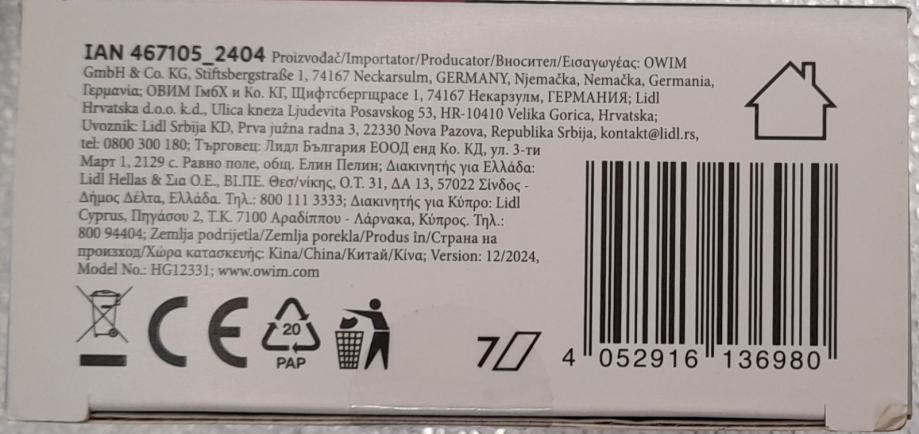 IAN 467105_2404 Proizvođač/Importator/Producator/Вносител/Εισαγωγέας: OWIM
GmbH & Co. KG, Stiftsbergstraße 1, 74167 Neckarsulm, GERMANY, Njemačka, Nemačka, Germania,
Γερμανία; ОВИМ ГмбХ и Ко. КГ, Щифтсбергщрасе 1, 74167 Некарзулм, ГЕРМАНИЯ; Lidl
Hrvatska d.o.o. k.d., Ulica kneza Ljudevita Posavskog 53, HR-10410 Velika Gorica, Hrvatska;
Uvoznik: Lidl Srbija KD, Prva južna radna 3, 22330 Nova Pazova, Republika Srbija, kontakt@lidl.rs,
tel: 0800 300 180; Търговец: Лидл България ЕООД енд Ко. КД, ул. 3-ти
Март 1, 2129 с. Равно поле, общ. Елин Пелин; Διακινητής για Ελλάδα:
Lidl Hellas & Σια Ο.Ε., ΒΙ.ΠΕ. Θεσ/νίκης, Ο.Τ. 31, ΔΑ 13, 57022 Σίνδος -
Δήμος Δέλτα, Ελλάδα. Τηλ.: 800 111 3333; Διακινητής για Κύπρο: Lidl
Cyprus, Πηγάσου 2, Τ.Κ. 7100 Αραδίππου - Λάρνακα, Κύπρος. Τηλ.:
800 94404; Zemlja podrijetla/Zemlja porekla/Produs în/Страна на
произход/Χώρα κατασκευής: Kina/China/Китай/Κίνα; Version: 12/2024,
Model No.: HG12331; www.owim.com
CE
20
PAP
7
4 052916 136980